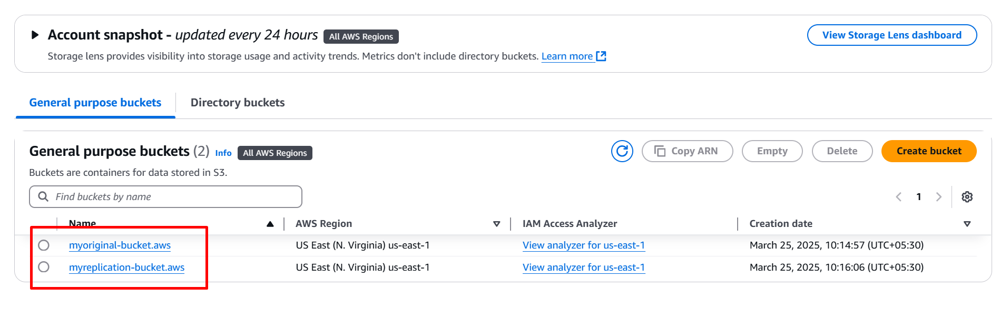 Account snapshot - updated every 24 hours All AWS Regions View Storage Lens dashboard
Storage lens provides visibility into storage usage and activity trends. Metrics don't include directory buckets. Learn more
General purpose buckets Directory buckets
General purpose buckets (2) Info All AWS Regions Copy ARN Empty Delete Create bucket
Buckets are containers for data stored in S3.
Find buckets by name 1
Name AWS Region IAM Access Analyzer Creation date
myoriginal-bucket.aws US East (N. Virginia) us-east-1 View analyzer for us-east-1 March 25, 2025, 10:14:57 (UTC+05:30)
myreplication-bucket.aws US East (N. Virginia) us-east-1 View analyzer for us-east-1 March 25, 2025, 10:16:06 (UTC+05:30)